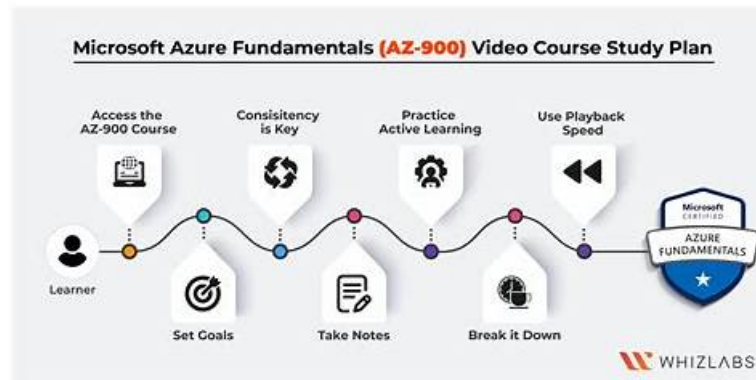 Microsoft Azure Fundamentals (AZ-900) Video Course Study Plan
Access the
AZ-900 Course
Consisitency
is Key
Practice
Active Learning
Use Playback
Speed
Learner
Set Goals
Take Notes
Break it Down
Microsoft
CERTIFIED
AZURE
FUNDAMENTALS
WHIZLABS